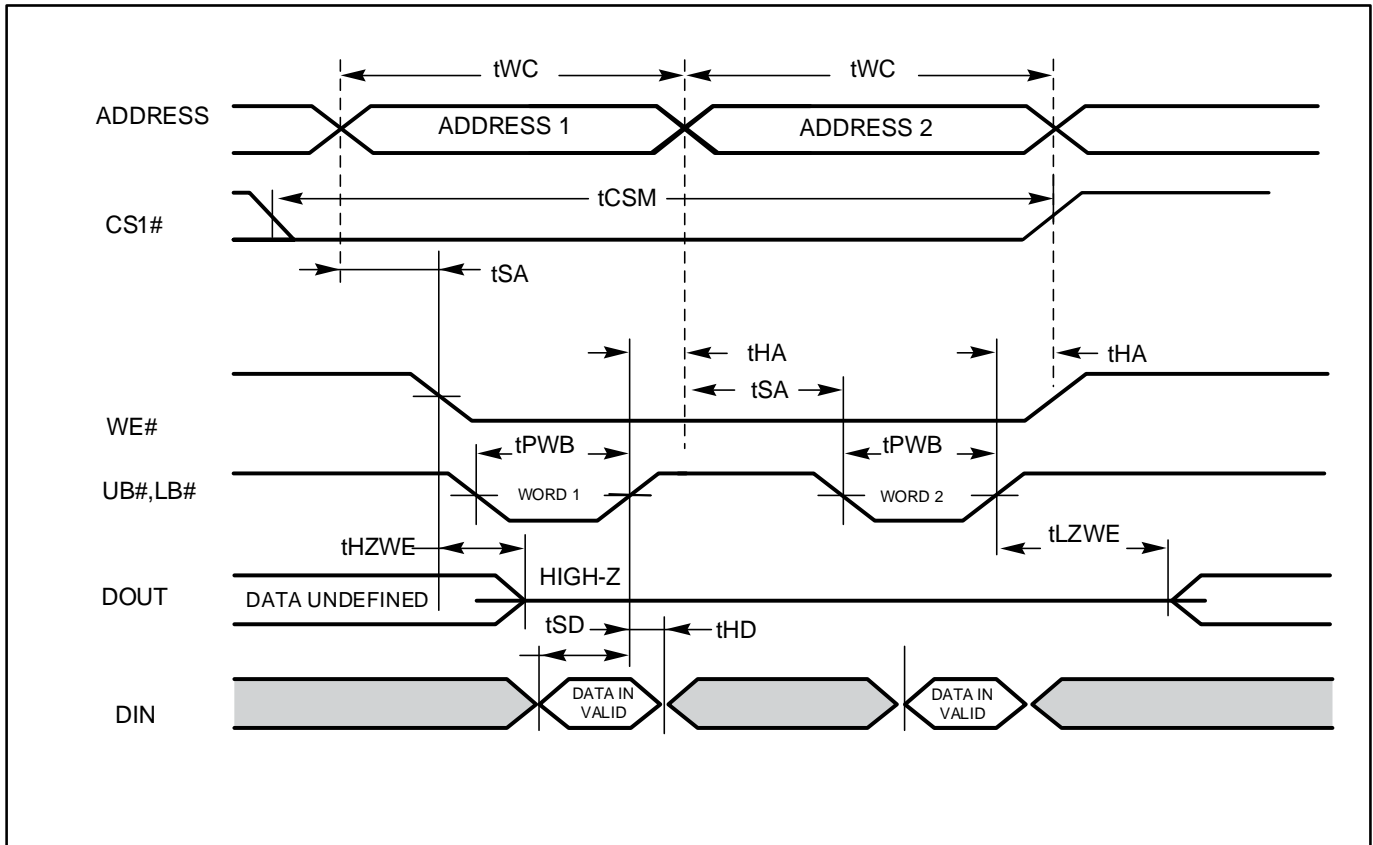 tWC tWC
ADDRESS ADDRESS 1 ADDRESS 2
tCSM
CS1#
tSA
tHA tHA
tSA
WE#
tPWB tPWB
UB#,LB# WORD 1 WORD 2
tHZWE tLZWE
HIGH-Z
DOUT DATA UNDEFINED
tSD tHD
DATA IN DATA IN
DIN VALID VALID